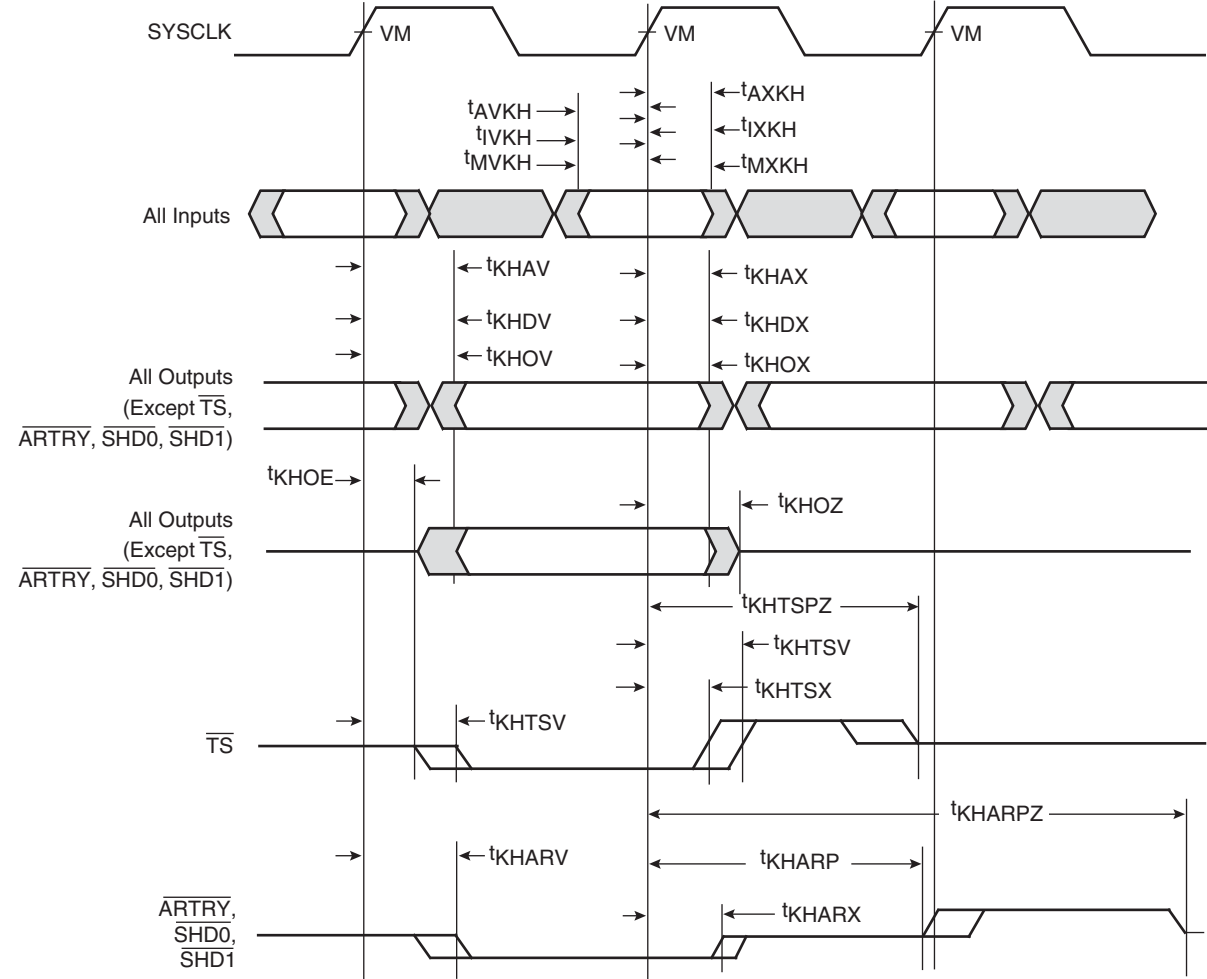 SYSCLK
VM
VM
VM
tAVKH
tIVKH
tMVKH
tAXKH
tIXKH
tMXKH
All Inputs
tKHAV
tKHDV
tKHOV
tKHAX
tKHDX
tKHOX
All Outputs
(Except TS,
ARTRY, SHD0, SHD1)
tKHOE
tKHOZ
All Outputs
(Except TS,
ARTRY, SHD0, SHD1)
tKHTSPZ
tKHTSV
tKHTSX
tKHTSV
TS
tKHARPZ
tKHARV
tKHARP
tKHARX
ARTRY,
SHD0,
SHD1